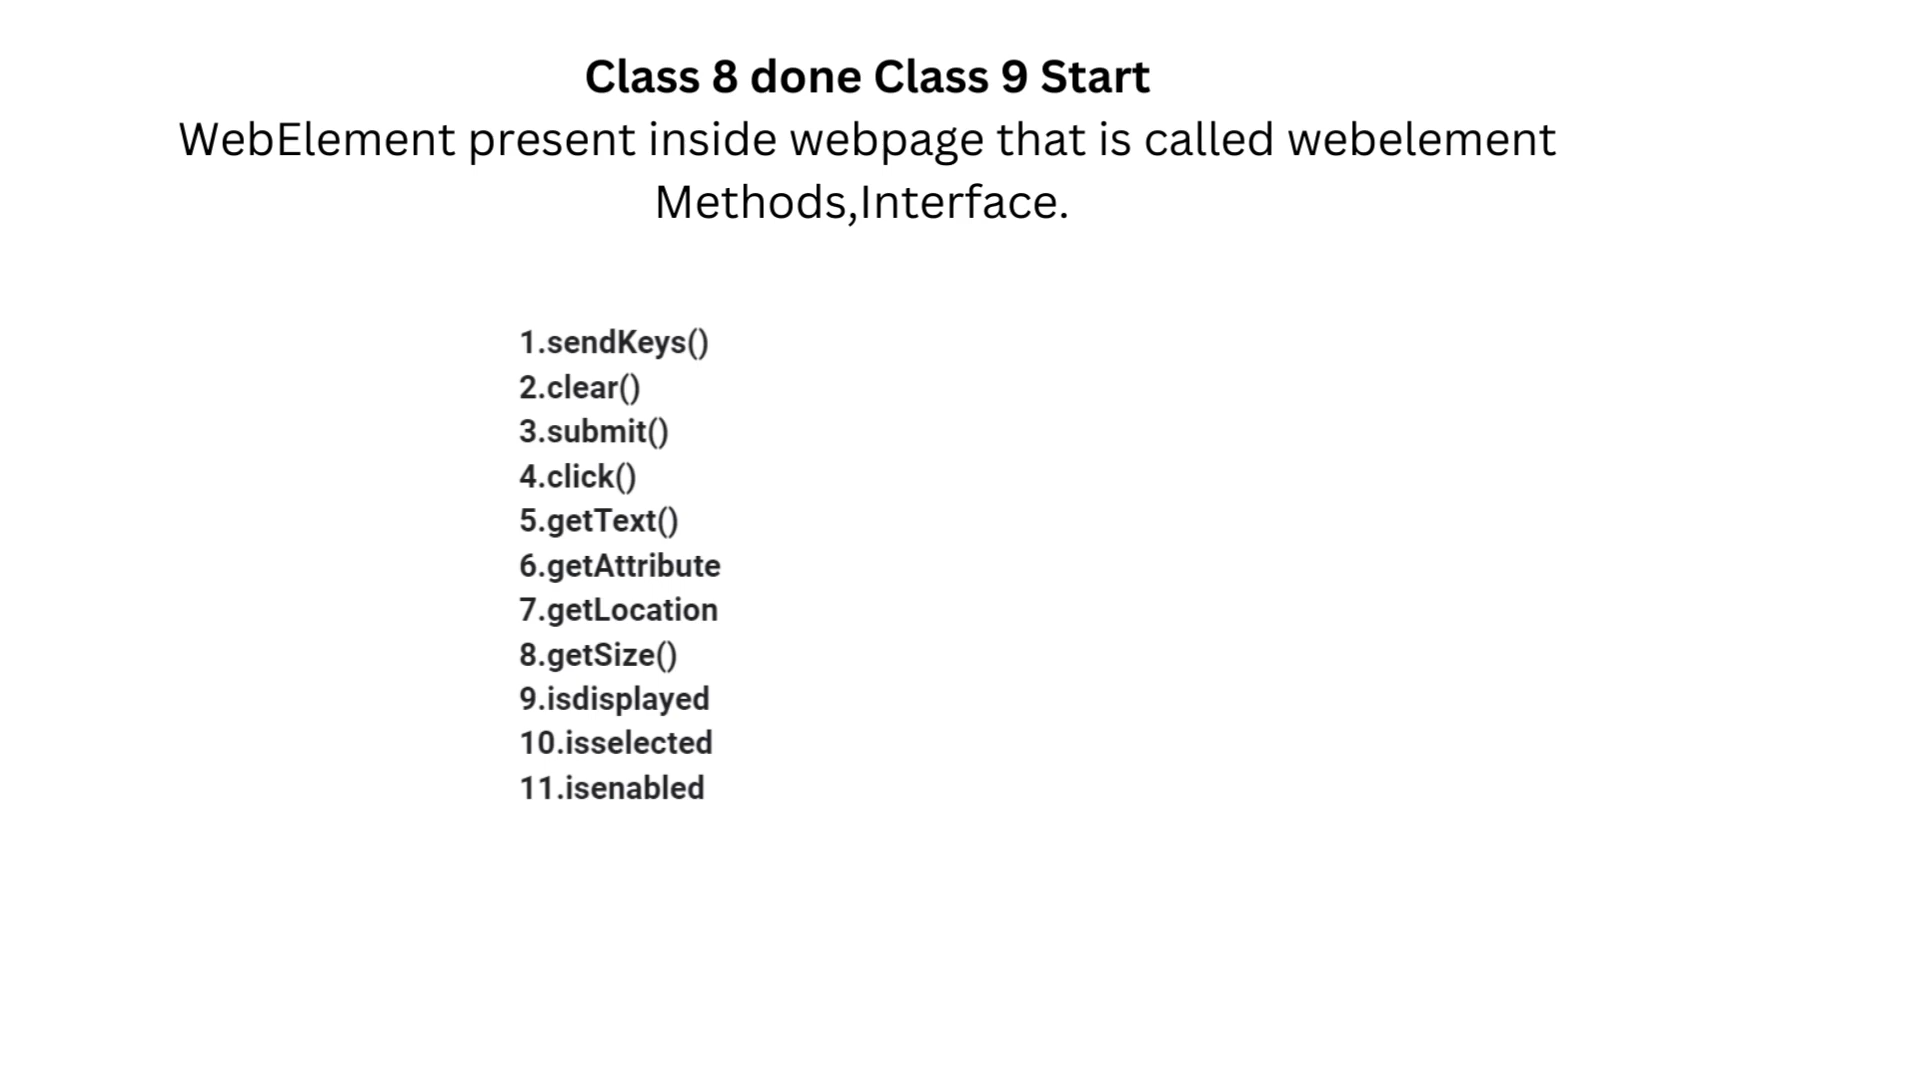 Class 8 done Class 9 Start
WebElement present inside webpage that is called webelement
Methods,Interface.
1.sendKeys()
2.clear()
3.submit()
4.click()
5.getText()
6.getAttribute
7.getLocation
8.getSize()
9.isdisplayed
10.isselected
11.isenabled